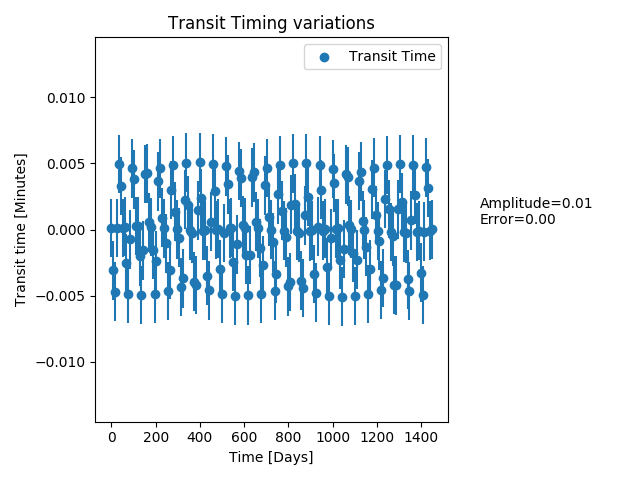 Transit Timing variations
Transit Time
0.010
0.005
0.000
−0.005
−0.010
Transit time [Minutes]
0 200 400 600 800 1000 1200 1400
Time [Days]
Amplitude=0.01
Error=0.00